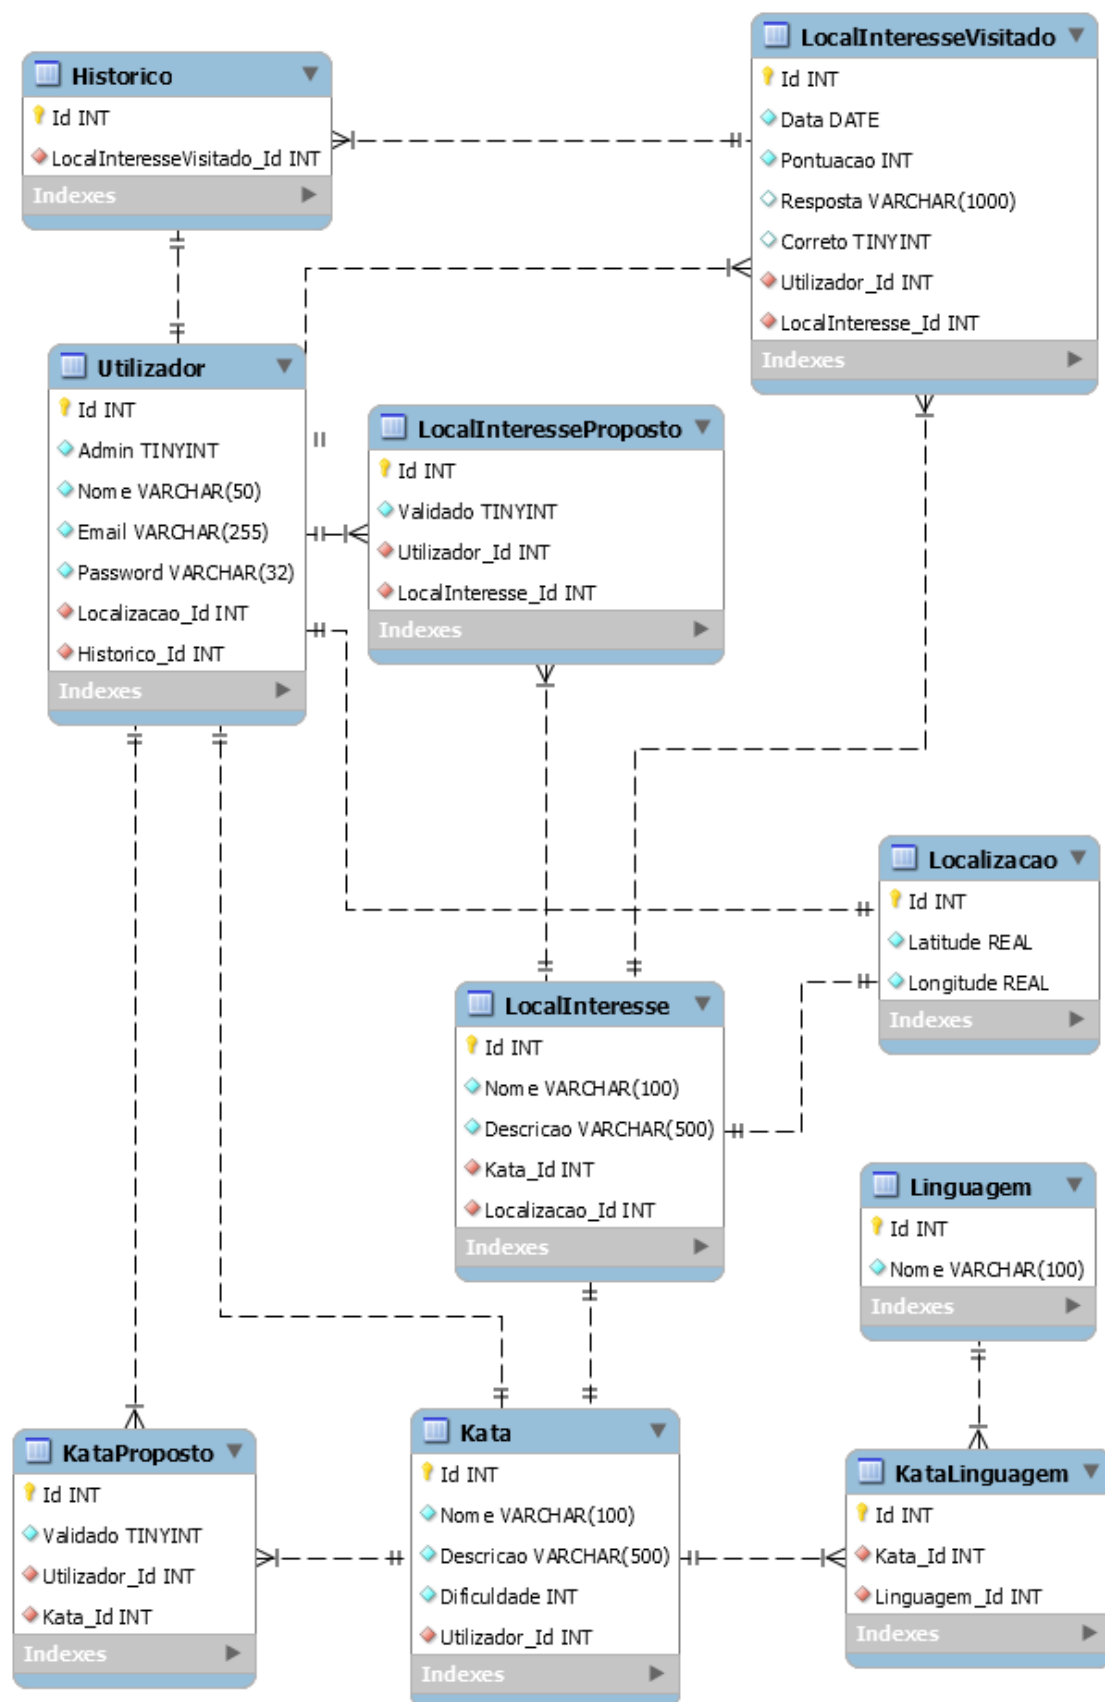 Historico
Id INT
LocalInteresseVisitado_Id INT
Indexes
LocalInteresseVisitado
Id INT
Data DATE
Pontuacao INT
Resposta VARCHAR(1000)
Correto TINYINT
Utilizador_Id INT
LocalInteresse_Id INT
Indexes
Utilizador
Id INT
Admin TINYINT
Nome VARCHAR(50)
Email VARCHAR(255)
Password VARCHAR(32)
Localizacao_Id INT
Historico_Id INT
Indexes
LocalInteresseProposto
Id INT
Validado TINYINT
Utilizador_Id INT
LocalInteresse_Id INT
Indexes
Localizacao
Id INT
Latitude REAL
Longitude REAL
Indexes
LocalInteresse
Id INT
Nome VARCHAR(100)
Descricao VARCHAR(500)
Kata_Id INT
Localizacao_Id INT
Indexes
Linguagem
Id INT
Nome VARCHAR(100)
Indexes
KataProposto
Id INT
Validado TINYINT
Utilizador_Id INT
Kata_Id INT
Indexes
Kata
Id INT
Nome VARCHAR(100)
Descricao VARCHAR(500)
Dificuldade INT
Utilizador_Id INT
Indexes
KataLinguagem
Id INT
Kata_Id INT
Linguagem_Id INT
Indexes